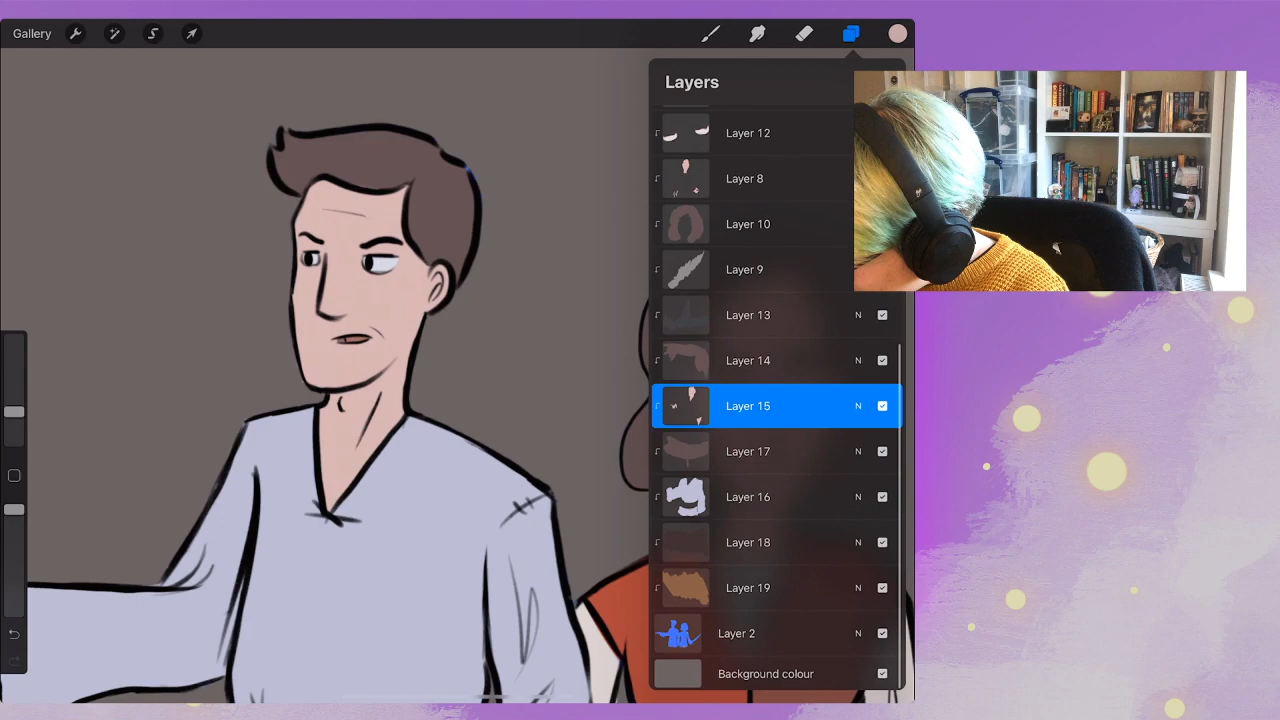 Gallery
Layers
Layer 12
Layer 8
Layer 10
Layer 9
Layer 13 N
Layer 14 N
Layer 15 N
Layer 17 N
Layer 16 N
Layer 18 N
Layer 19 N
Layer 2 N
Background colour